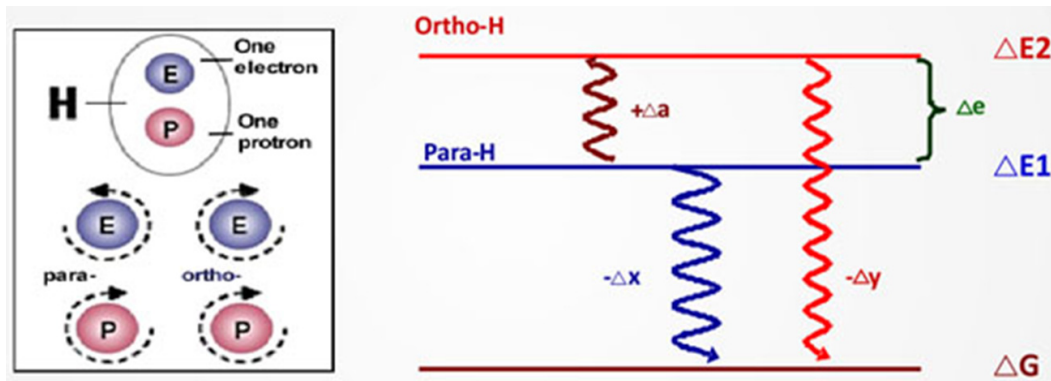 H
E
P
One
electron
One
protron
E
E
para-
ortho-
P
P
Ortho-H
△E2
+△a
△e
Para-H
△E1
-△x
-△y
△G